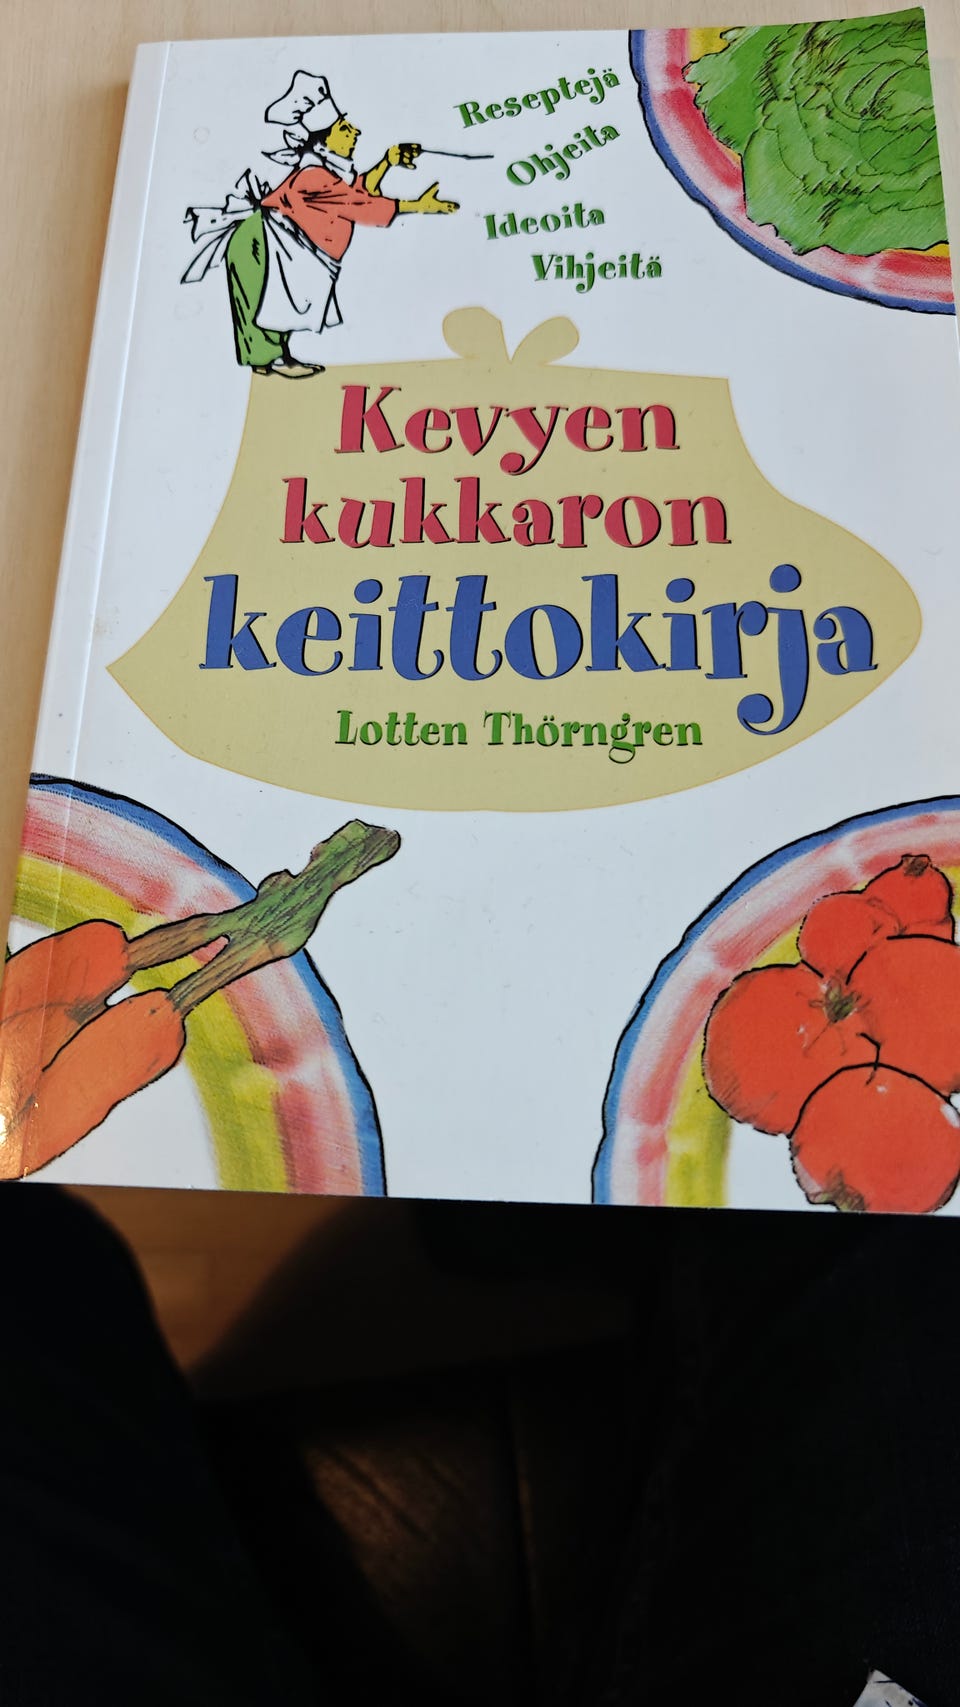 Reseptejä
Ohjeita
Ideoita
Vihjeitä
Kevyen
kukkaron
keittokirja
Lotten Thörngren